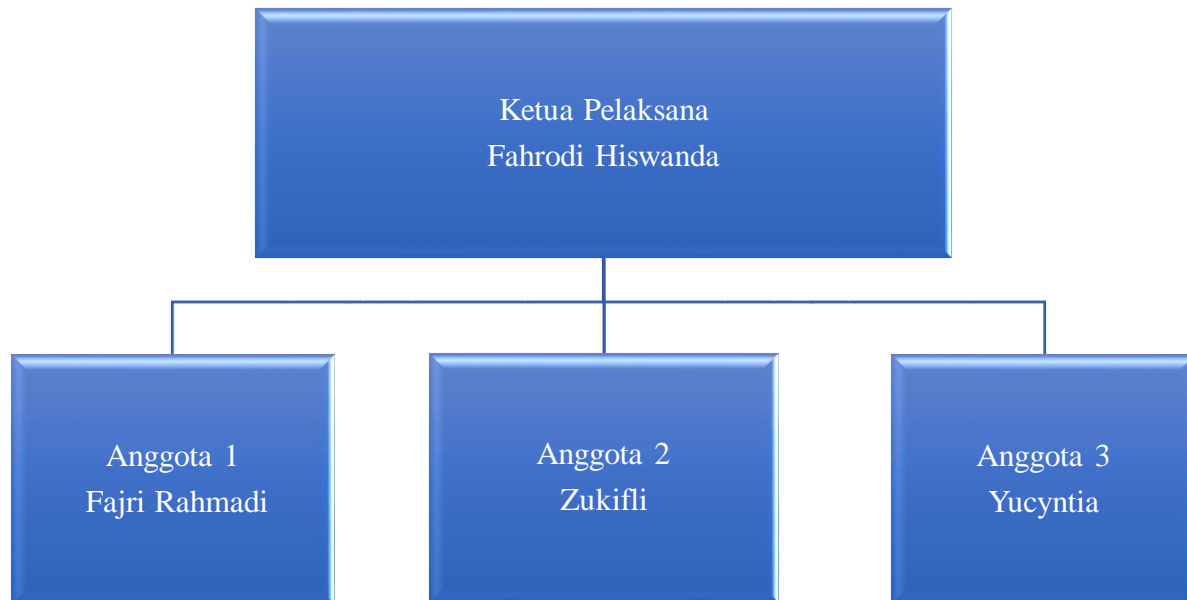 Ketua Pelaksana
Fahrodi Hiswanda
Anggota 1
Fajri Rahmadi
Anggota 2
Zukifli
Anggota 3
Yucyntia